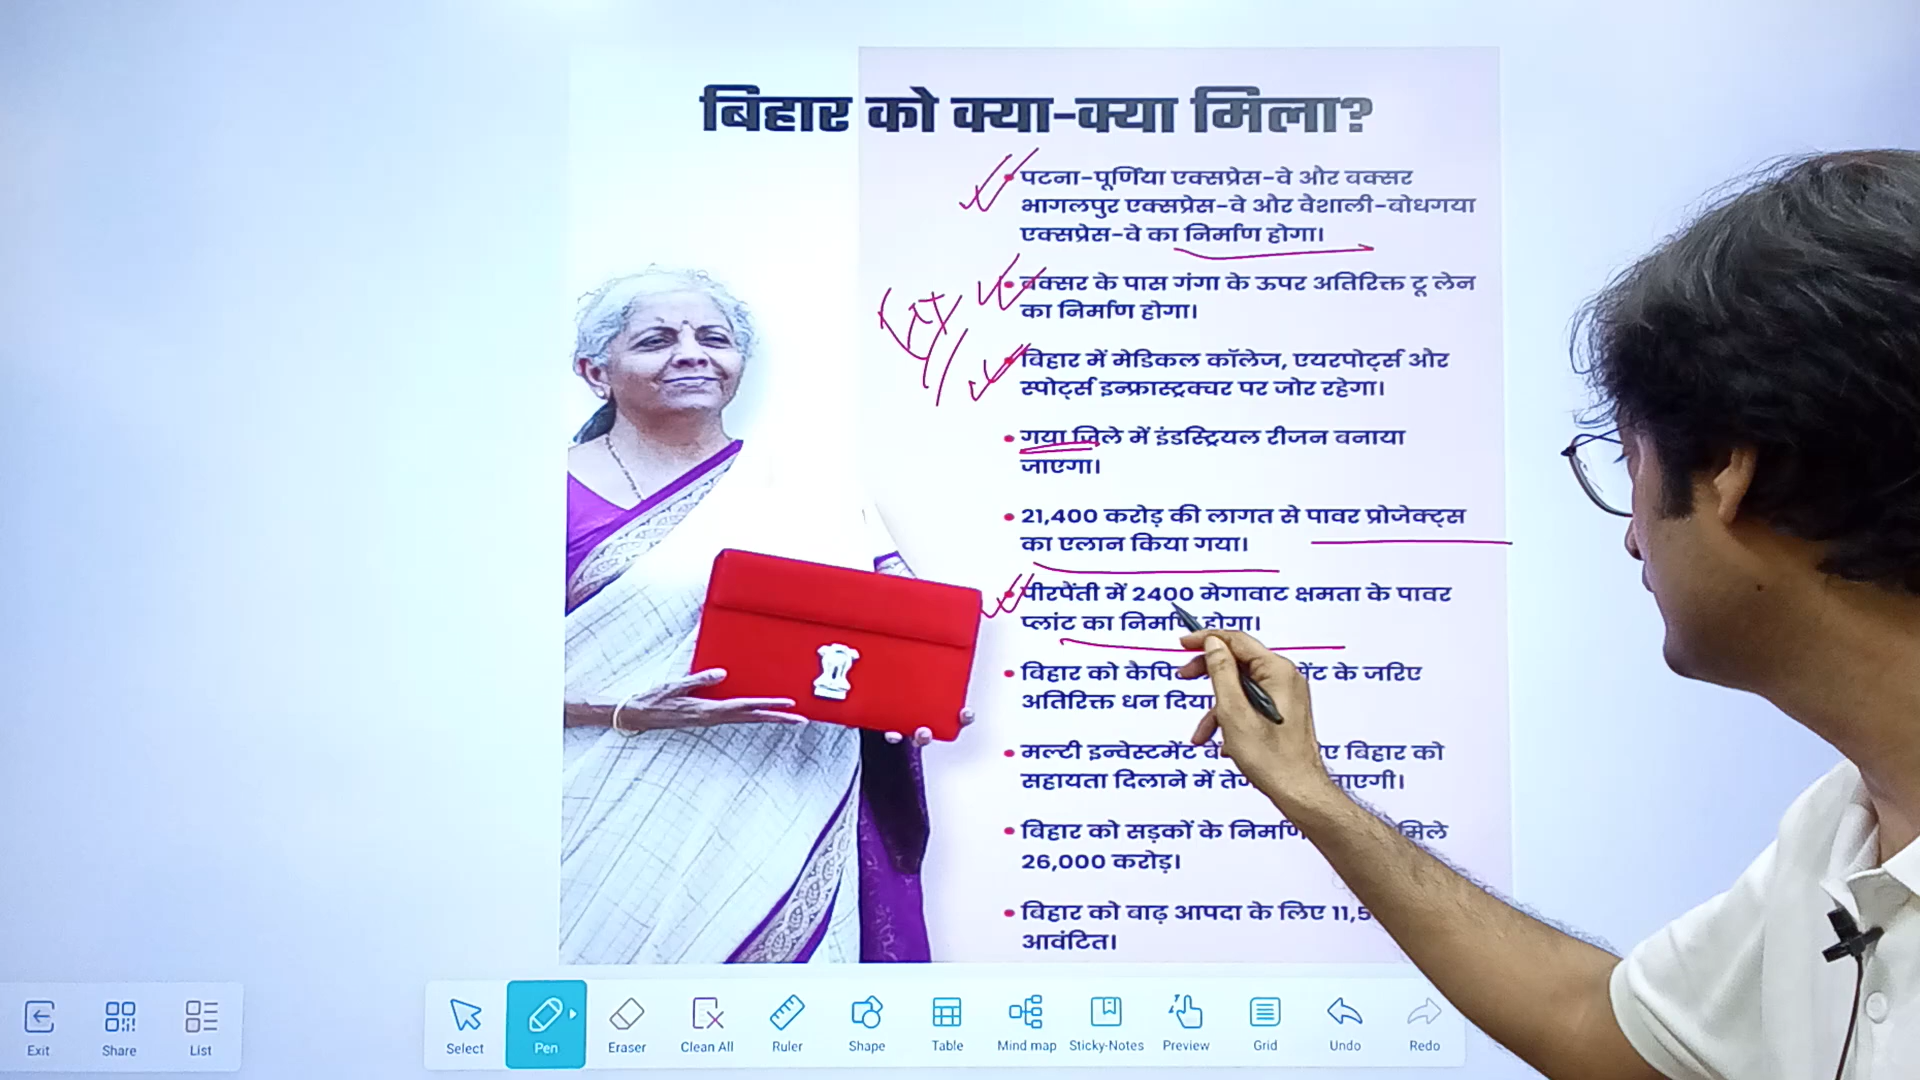 बिहार को क्या-क्या मिला?
• पटना-पूर्णिया एक्सप्रेस-वे और बक्सर
भागलपुर एक्सप्रेस-वे और वैशाली-बोधगया
एक्सप्रेस-वे का निर्माण होगा।
• बक्सर के पास गंगा के ऊपर अतिरिक्त टू लेन
का निर्माण होगा।
• बिहार में मेडिकल कॉलेज, एयरपोर्ट्स और
स्पोर्ट्स इन्फ्रास्ट्रक्चर पर जोर रहेगा।
• गया जिले में इंडस्ट्रियल रीजन बनाया
जाएगा।
• 21,400 करोड़ की लागत से पावर प्रोजेक्ट्स
का एलान किया गया।
• पीरपैंती में 2400 मेगावाट क्षमता के पावर
प्लांट का निर्माण होगा।
• बिहार को के जरिए
अतिरिक्त धन दिया
• मल्टी इन्वेस्टमेंट बिहार को
सहायता दिलाने में
• बिहार को सड़कों के निर्माण मिले
26,000 करोड़।
• बिहार को बाढ़ आपदा के लिए
आवंटित।
Exit Share List Select Pen Eraser Clean All Ruler Shape Table Mind map Sticky-Notes Preview Grid Undo Redo